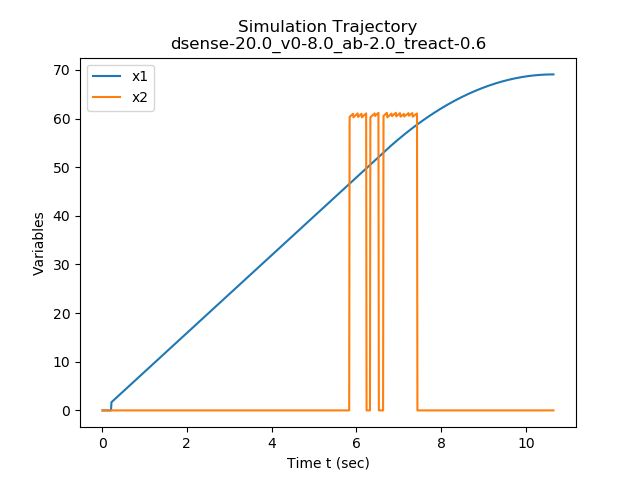 Simulation Trajectory
dsense-20.0_v0-8.0_ab-2.0_treact-0.6
x1
x2
70
60
50
40
30
20
10
0
Variables
0 2 4 6 8 10
Time t (sec)